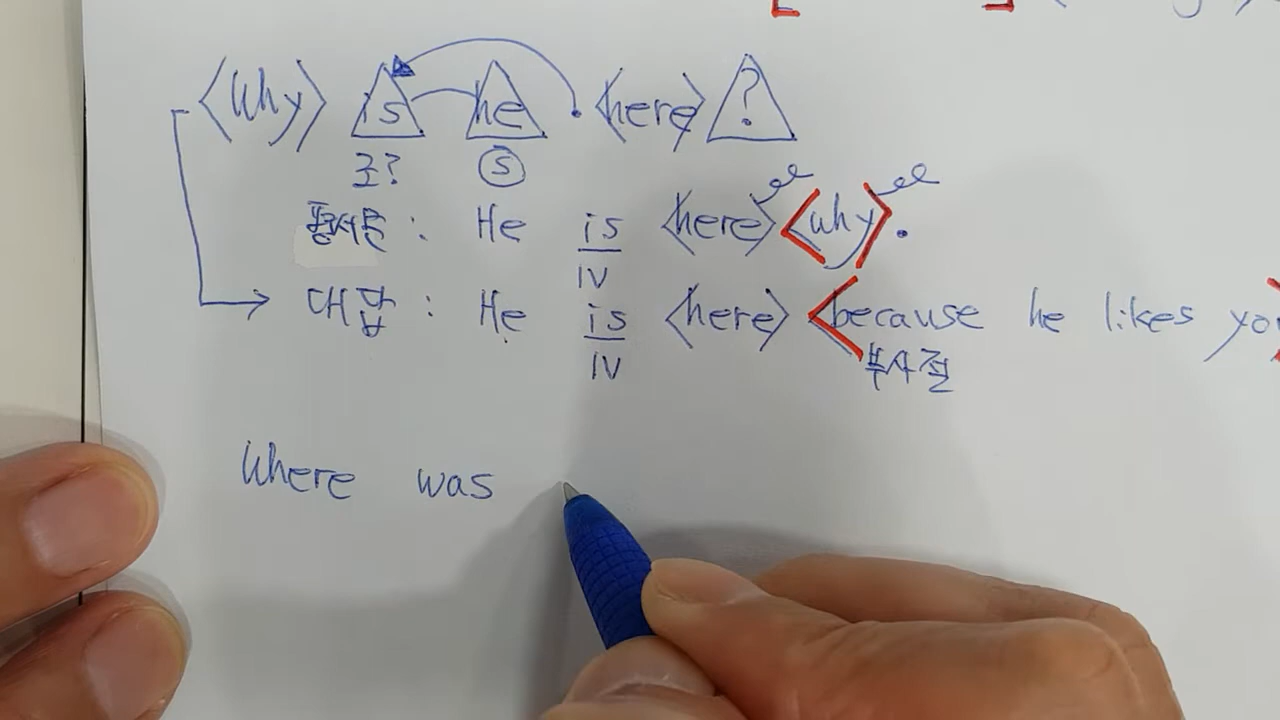 <Why> is he <here> ?
조? S
평서문 : He is <here> <why>.
IV
대답 : He is <here> <because he likes you
IV 부사절
Where was